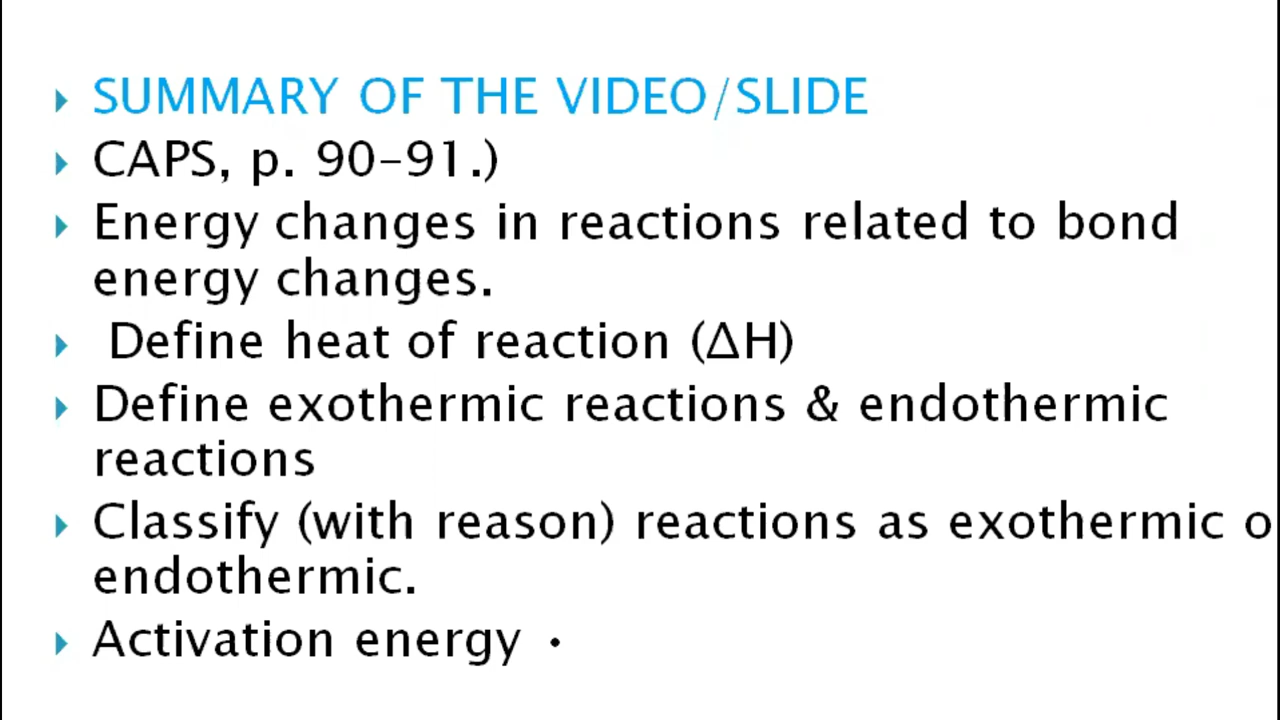 SUMMARY OF THE VIDEO/SLIDE
CAPS, p. 90–91.)
Energy changes in reactions related to bond
energy changes.
Define heat of reaction (ΔH)
Define exothermic reactions & endothermic
reactions
Classify (with reason) reactions as exothermic o
endothermic.
Activation energy •